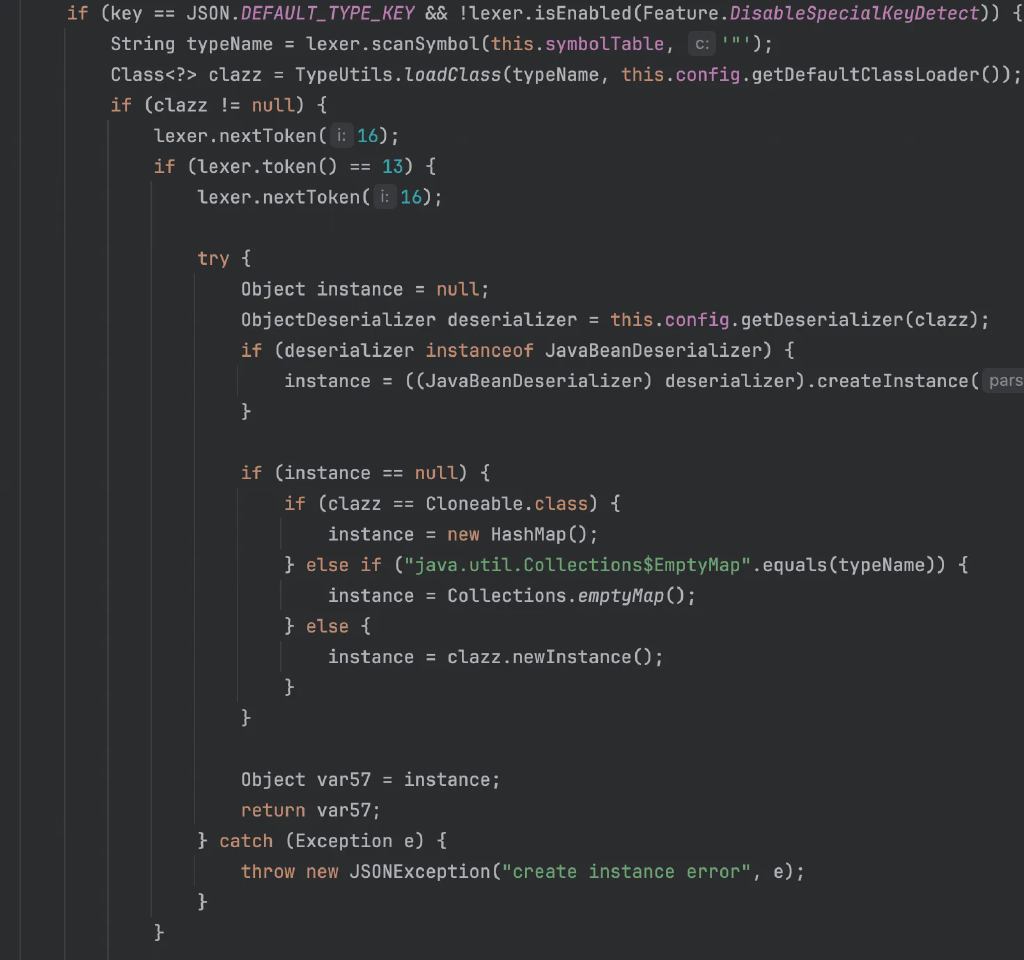 if (key == JSON.DEFAULT_TYPE_KEY && !lexer.isEnabled(Feature.DisableSpecialKeyDetect)) {
String typeName = lexer.scanSymbol(this.symbolTable, c: '"');
Class<?> clazz = TypeUtils.loadClass(typeName, this.config.getDefaultClassLoader());
if (clazz != null) {
lexer.nextToken( i: 16);
if (lexer.token() == 13) {
lexer.nextToken( i: 16);
try {
Object instance = null;
ObjectDeserializer deserializer = this.config.getDeserializer(clazz);
if (deserializer instanceof JavaBeanDeserializer) {
instance = ((JavaBeanDeserializer) deserializer).createInstance( pars
}
if (instance == null) {
if (clazz == Cloneable.class) {
instance = new HashMap();
} else if ("java.util.Collections$EmptyMap".equals(typeName)) {
instance = Collections.emptyMap();
} else {
instance = clazz.newInstance();
}
}
Object var57 = instance;
return var57;
} catch (Exception e) {
throw new JSONException("create instance error", e);
}
}